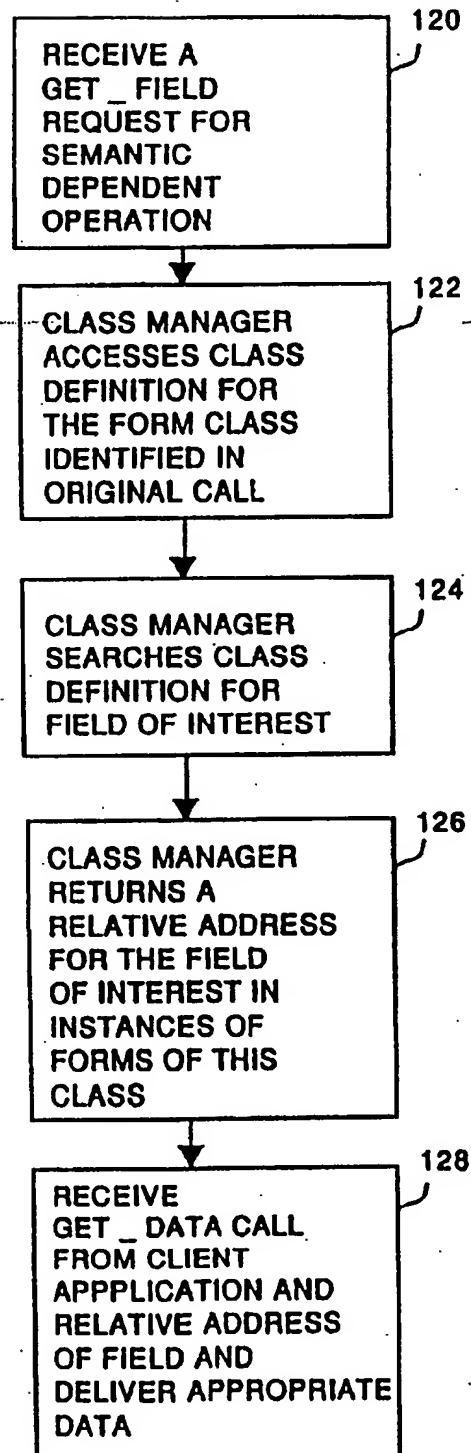 120
RECEIVE A
GET _ FIELD
REQUEST FOR
SEMANTIC
DEPENDENT
OPERATION
122
CLASS MANAGER
ACCESSES CLASS
DEFINITION FOR
THE FORM CLASS
IDENTIFIED IN
ORIGINAL CALL
124
CLASS MANAGER
SEARCHES CLASS
DEFINITION FOR
FIELD OF INTEREST
126
CLASS MANAGER
RETURNS A
RELATIVE ADDRESS
FOR THE FIELD
OF INTEREST IN
INSTANCES OF
FORMS OF THIS
CLASS
128
RECEIVE
GET _ DATA CALL
FROM CLIENT
APPPLICATION AND
RELATIVE ADDRESS
OF FIELD AND
DELIVER APPROPRIATE
DATA